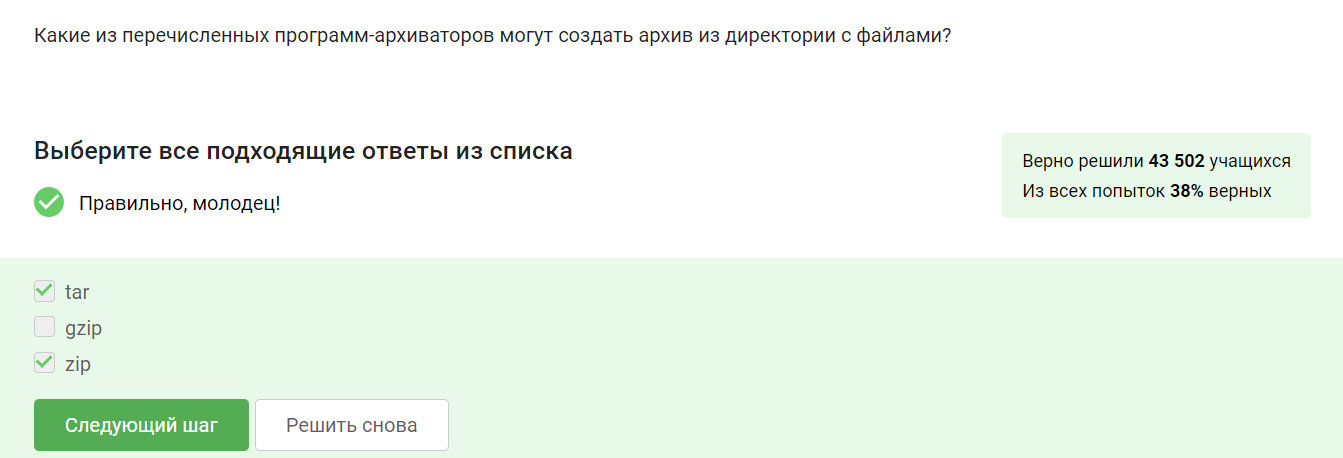 Какие из перечисленных программ-архиваторов могут создать архив из директории с файлами?
Выберите все подходящие ответы из списка
Правильно, молодец!
Верно решили 43 502 учащихся
Из всех попыток 38% верных
tar
gzip
zip
Следующий шаг
Решить снова